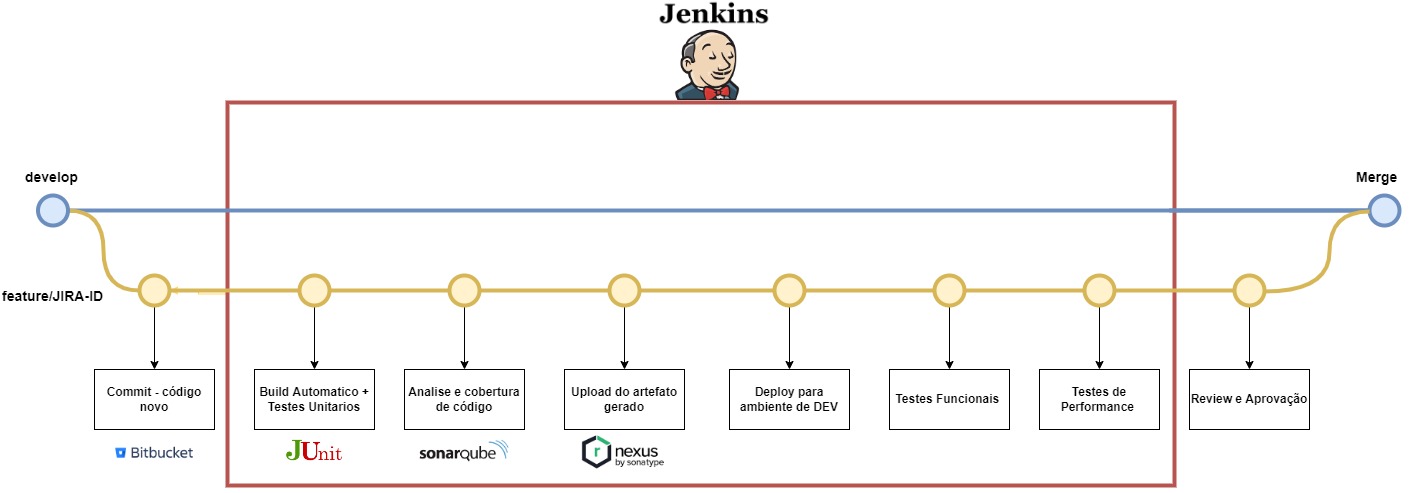 Jenkins
develop
Merge
feature/JIRA-ID
Commit - código
novo
Build Automatico +
Testes Unitarios
Analise e cobertura
de código
Upload do artefato
gerado
Deploy para
ambiente de DEV
Testes Funcionais
Testes de
Performance
Review e Aprovação
Bitbucket
JUnit
sonarqube
r
nexus
by sonatype